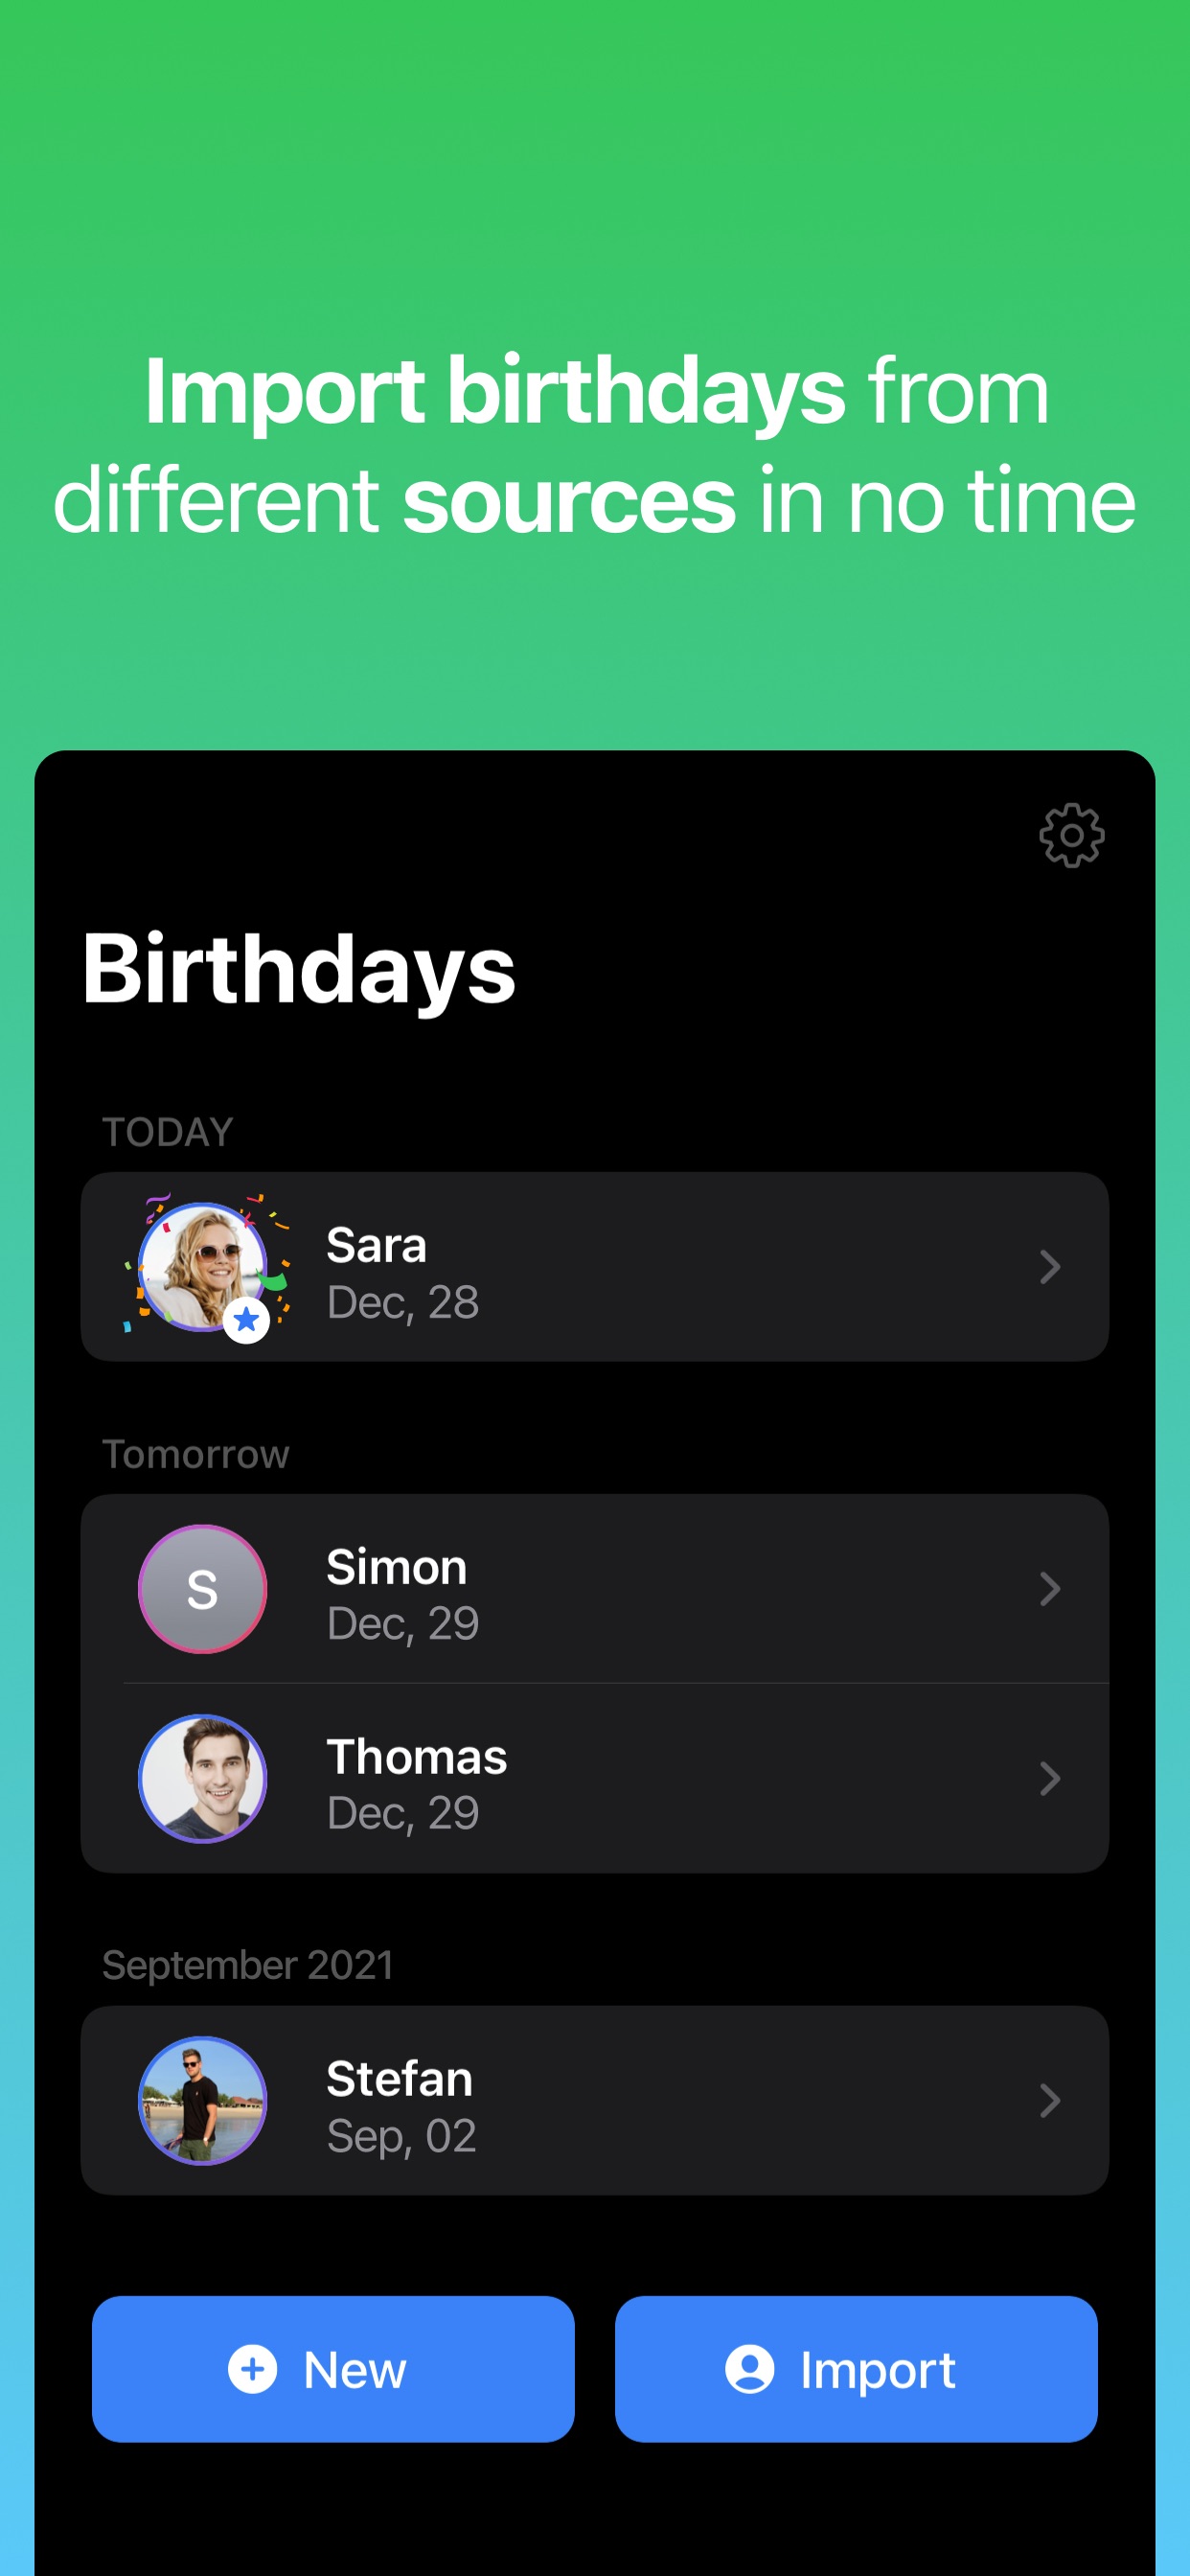 Import birthdays from
different sources in no time
Birthdays
TODAY
Sara
Dec, 28
Tomorrow
S
Simon
Dec, 29
Thomas
Dec, 29
September 2021
Stefan
Sep, 02
New
Import